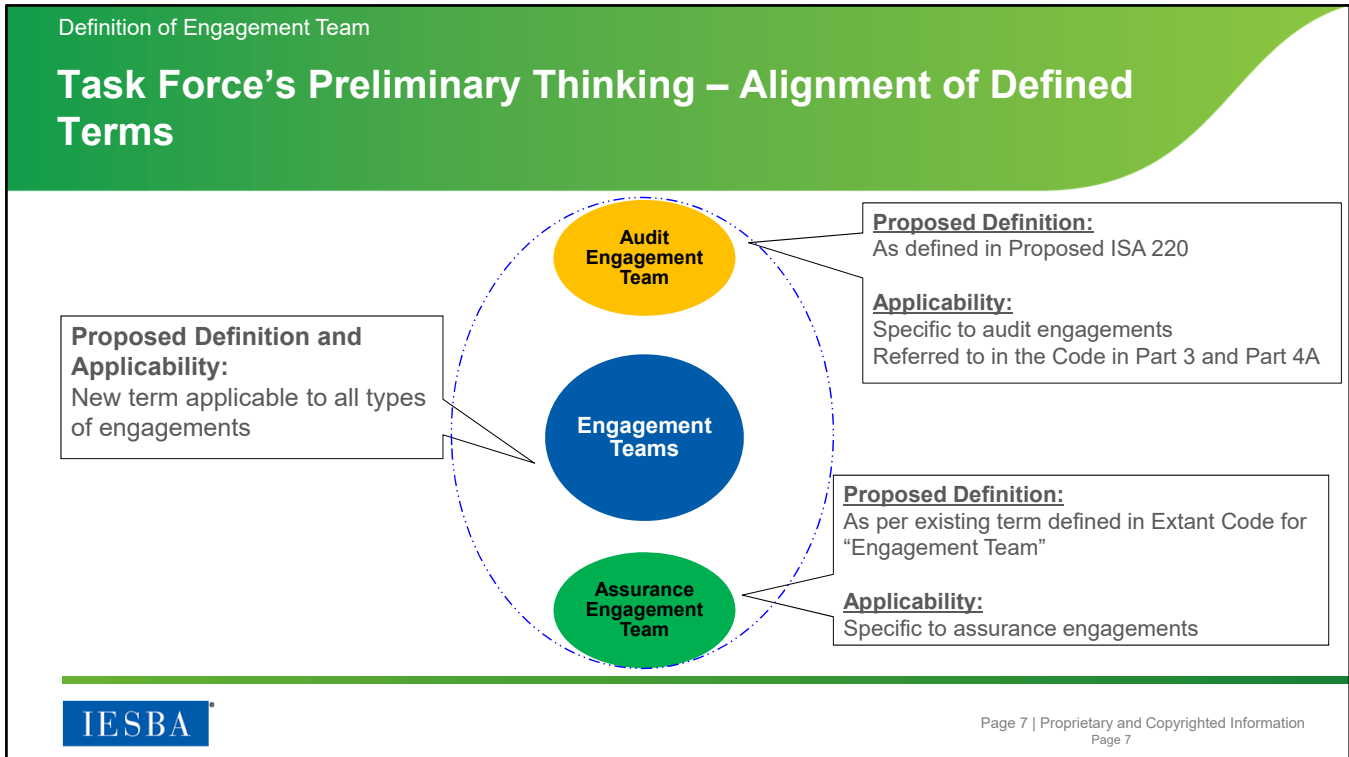 Definition of Engagement Team
Task Force’s Preliminary Thinking – Alignment of Defined
Terms
Audit
Engagement
Team
Proposed Definition:
As defined in Proposed ISA 220
Applicability:
Specific to audit engagements
Referred to in the Code in Part 3 and Part 4A
Proposed Definition and
Applicability:
New term applicable to all types
of engagements
Engagement
Teams
Assurance
Engagement
Team
Proposed Definition:
As per existing term defined in Extant Code for
“Engagement Team”
Applicability:
Specific to assurance engagements
IESBA
Page 7 | Proprietary and Copyrighted Information
Page 7